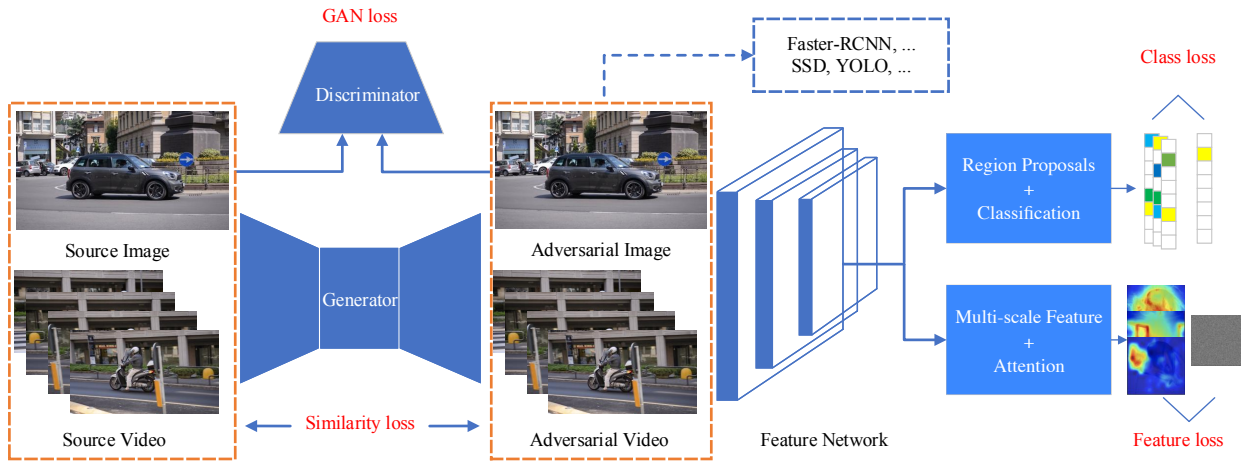 GAN loss
Faster-RCNN, ...
SSD, YOLO, ...
Class loss
Discriminator
Region Proposals
+
Classification
Source Image
Adversarial Image
Generator
Multi-scale Feature
+
Attention
Similarity loss
Source Video
Adversarial Video
Feature Network
Feature loss